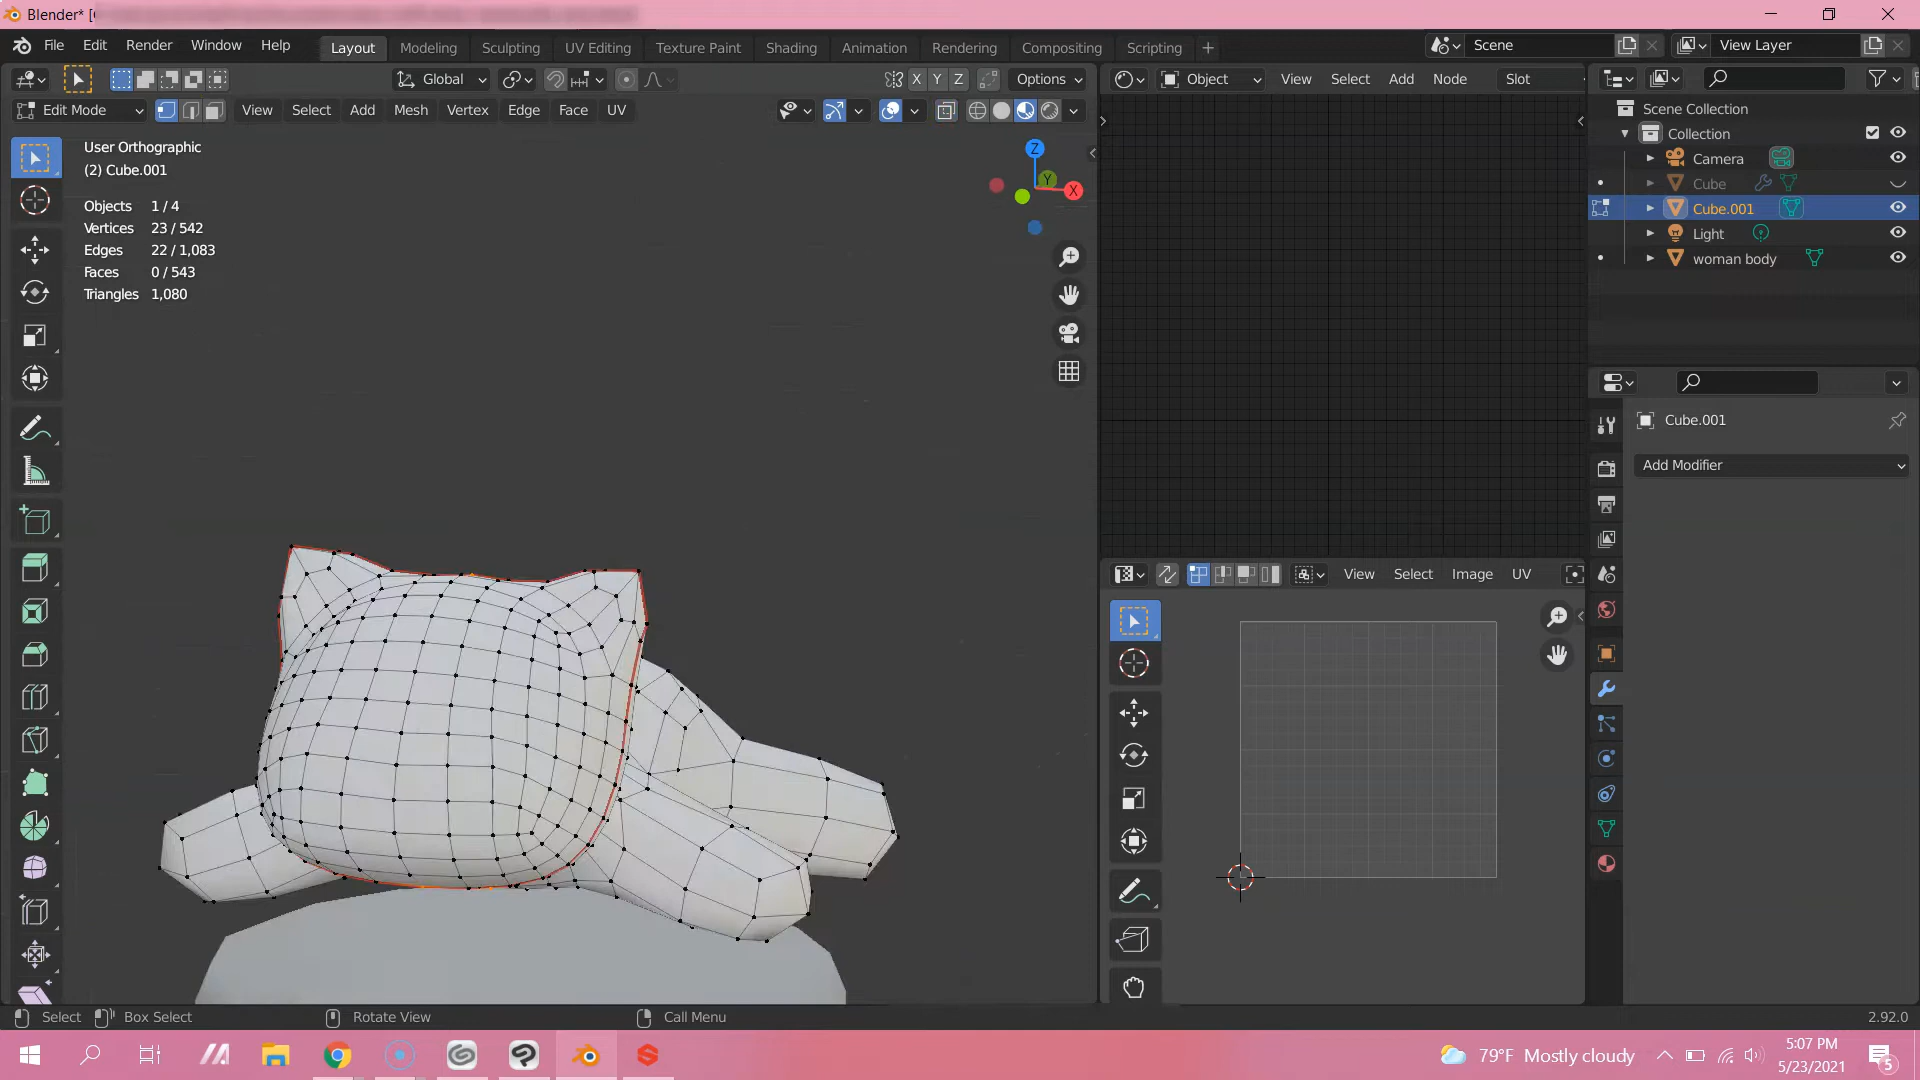 Blender* [
File Edit Render Window Help Layout Modeling Sculpting UV Editing Texture Paint Shading Animation Rendering Compositing Scripting + Scene View Layer
Global X Y Z Options Object View Select Add Node Slot
Edit Mode View Select Add Mesh Vertex Edge Face UV
Scene Collection
Collection
Camera
Cube
Cube.001
Light
woman body
User Orthographic
(2) Cube.001
Objects 1 / 4
Vertices 23 / 542
Edges 22 / 1,083
Faces 0 / 543
Triangles 1,080
Z
Y
X
Cube.001
Add Modifier
View Select Image UV
Select Box Select Rotate View Call Menu 2.92.0
79°F Mostly cloudy
5:07 PM
5/23/2021
5